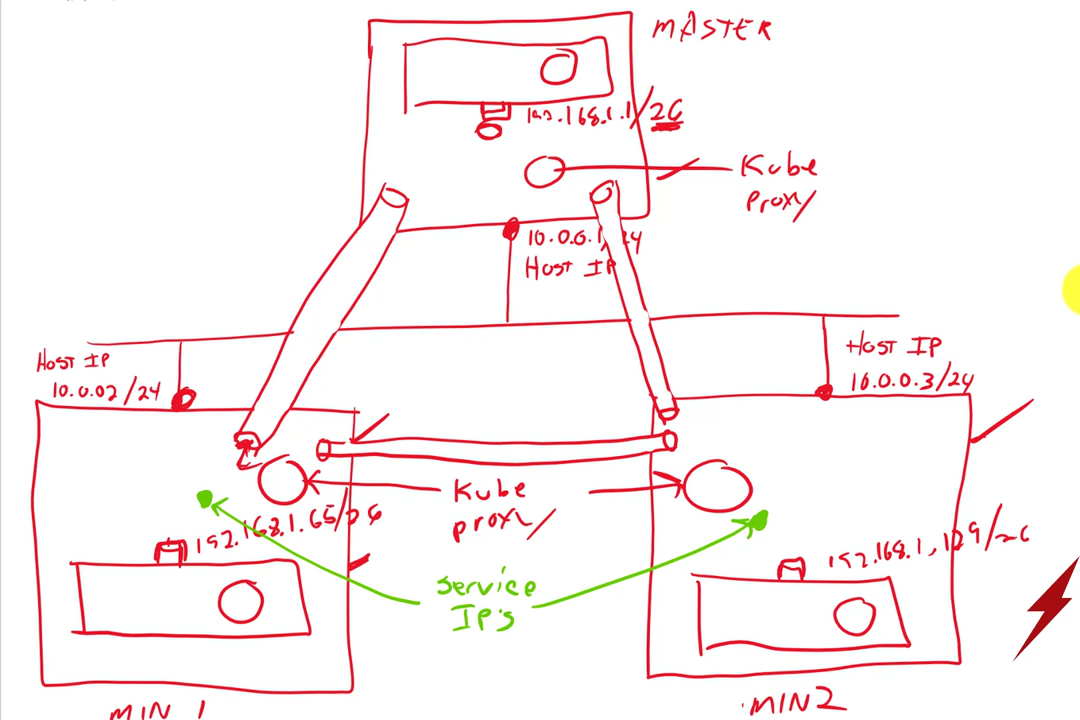 MASTER
192.168.1.1/26
Kube
proxy
10.0.0.1/24
Host IP
Host IP
10.0.02/24
Host IP
10.0.0.3/24
Kube
proxy
192.168.1.65/26
192.168.1.129/26
Service
IP's
MIN 1
MIN2